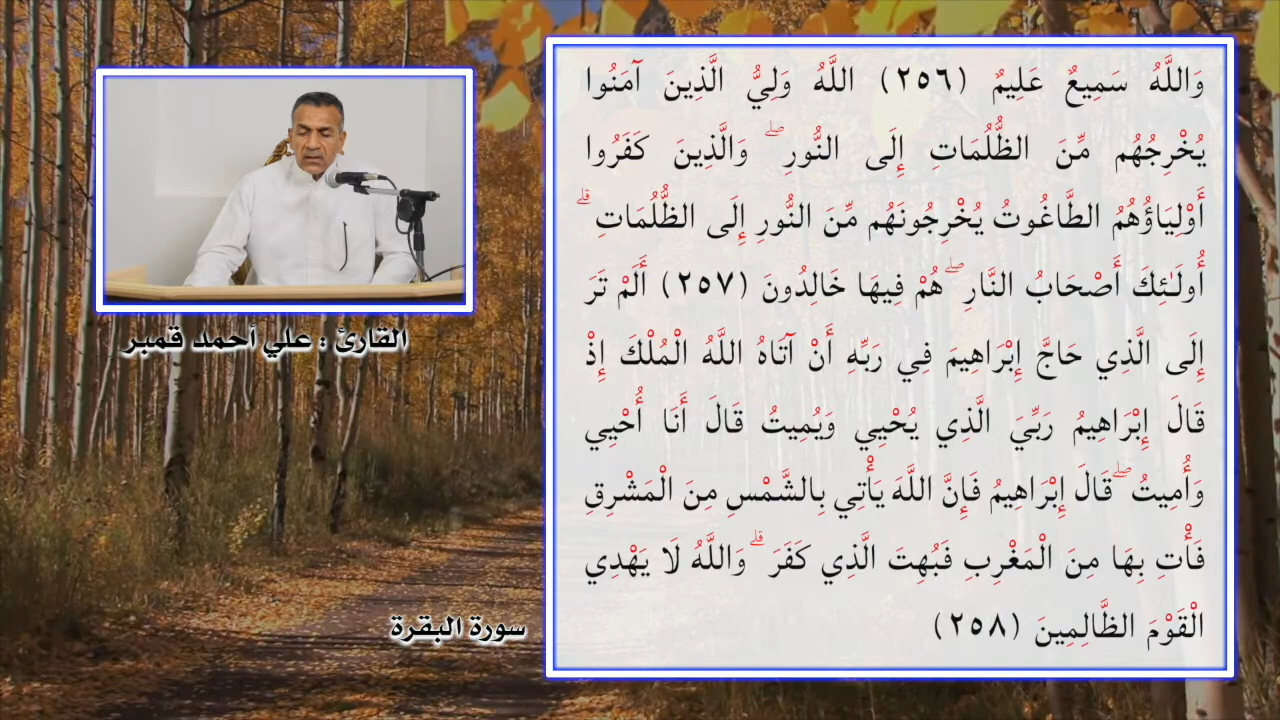 وَاللَّهُ سَمِيعٌ عَلِيمٌ (٢٥٦) اللَّهُ وَلِيُّ الَّذِينَ آمَنُوا
يُخْرِجُهُم مِّنَ الظُّلُمَاتِ إِلَى النُّورِ ۖ وَالَّذِينَ كَفَرُوا
أَوْلِيَاؤُهُمُ الطَّاغُوتُ يُخْرِجُونَهُم مِّنَ النُّورِ إِلَى الظُّلُمَاتِ ۗ
أُولَـٰئِكَ أَصْحَابُ النَّارِ ۖ هُمْ فِيهَا خَالِدُونَ (٢٥٧) أَلَمْ تَرَ
إِلَى الَّذِي حَاجَّ إِبْرَاهِيمَ فِي رَبِّهِ أَنْ آتَاهُ اللَّهُ الْمُلْكَ إِذْ
قَالَ إِبْرَاهِيمُ رَبِّيَ الَّذِي يُحْيِي وَيُمِيتُ قَالَ أَنَا أُحْيِي
وَأُمِيتُ ۖ قَالَ إِبْرَاهِيمُ فَإِنَّ اللَّهَ يَأْتِي بِالشَّمْسِ مِنَ الْمَشْرِقِ
فَأْتِ بِهَا مِنَ الْمَغْرِبِ فَبُهِتَ الَّذِي كَفَرَ ۗ وَاللَّهُ لَا يَهْدِي
الْقَوْمَ الظَّالِمِينَ (٢٥٨)
القارئ : علي أحمد قمبر
سورة البقرة